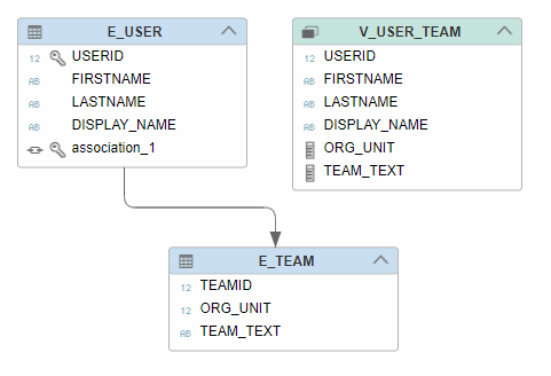 E_USER
12 USERID
AB FIRSTNAME
AB LASTNAME
AB DISPLAY_NAME
association_1
V_USER_TEAM
12 USERID
AB FIRSTNAME
AB LASTNAME
AB DISPLAY_NAME
ORG_UNIT
TEAM_TEXT
E_TEAM
12 TEAMID
12 ORG_UNIT
AB TEAM_TEXT